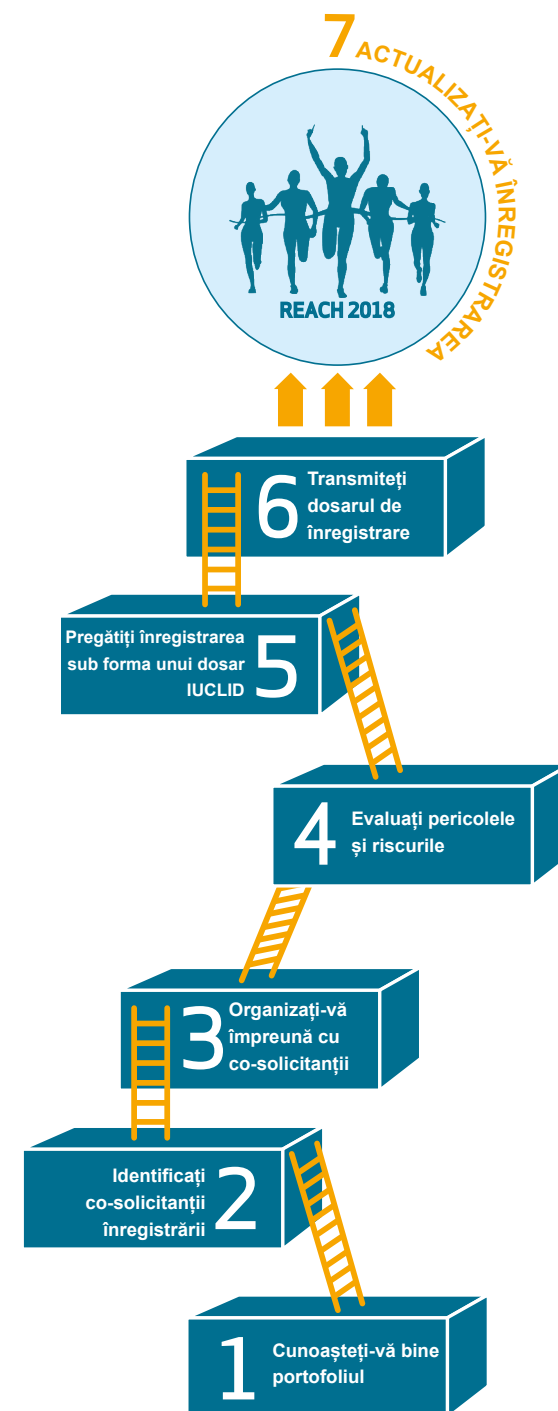 7 ACTUALIZAȚI-VĂ ÎNREGISTRAREA
REACH 2018
6
Transmiteți
dosarul de
înregistrare
Pregătiți înregistrarea
sub forma unui dosar
IUCLID
5
4
Evaluați pericolele
și riscurile
3
Organizați-vă
împreună cu
co-solicitanții
Identificați
co-solicitanții
înregistrării
2
1
Cunoașteți-vă bine
portofoliul